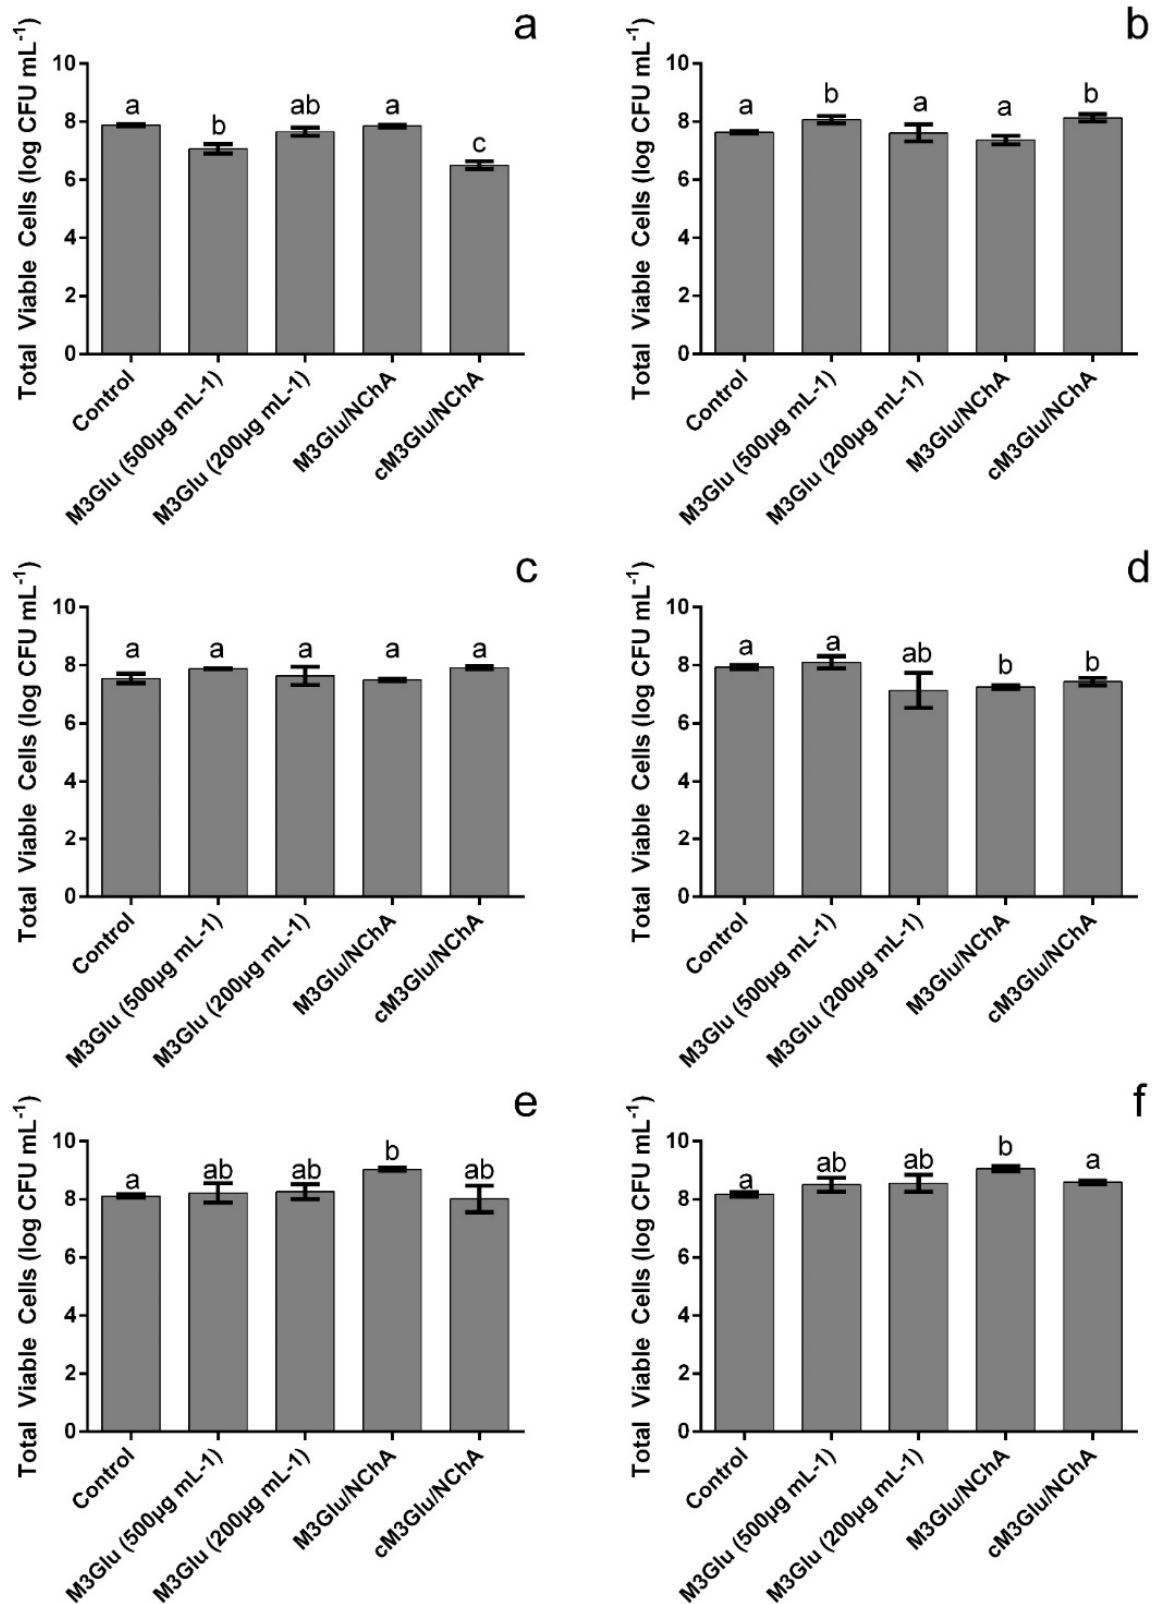 a
Total Viable Cells (log CFU mL-1)
10
8
6
4
2
0
a
b
ab
a
c
Control
M3Glu (500µg mL-1)
M3Glu (200µg mL-1)
M3Glu/NChA
cM3Glu/NChA
b
Total Viable Cells (log CFU mL-1)
10
8
6
4
2
0
a
b
a
a
b
Control
M3Glu (500µg mL-1)
M3Glu (200µg mL-1)
M3Glu/NChA
cM3Glu/NChA
c
Total Viable Cells (log CFU mL-1)
10
8
6
4
2
0
a
a
a
a
a
Control
M3Glu (500µg mL-1)
M3Glu (200µg mL-1)
M3Glu/NChA
cM3Glu/NChA
d
Total Viable Cells (log CFU mL-1)
10
8
6
4
2
0
a
a
ab
b
b
Control
M3Glu (500µg mL-1)
M3Glu (200µg mL-1)
M3Glu/NChA
cM3Glu/NChA
e
Total Viable Cells (log CFU mL-1)
10
8
6
4
2
0
a
ab
ab
b
ab
Control
M3Glu (500µg mL-1)
M3Glu (200µg mL-1)
M3Glu/NChA
cM3Glu/NChA
f
Total Viable Cells (log CFU mL-1)
10
8
6
4
2
0
a
ab
ab
b
a
Control
M3Glu (500µg mL-1)
M3Glu (200µg mL-1)
M3Glu/NChA
cM3Glu/NChA